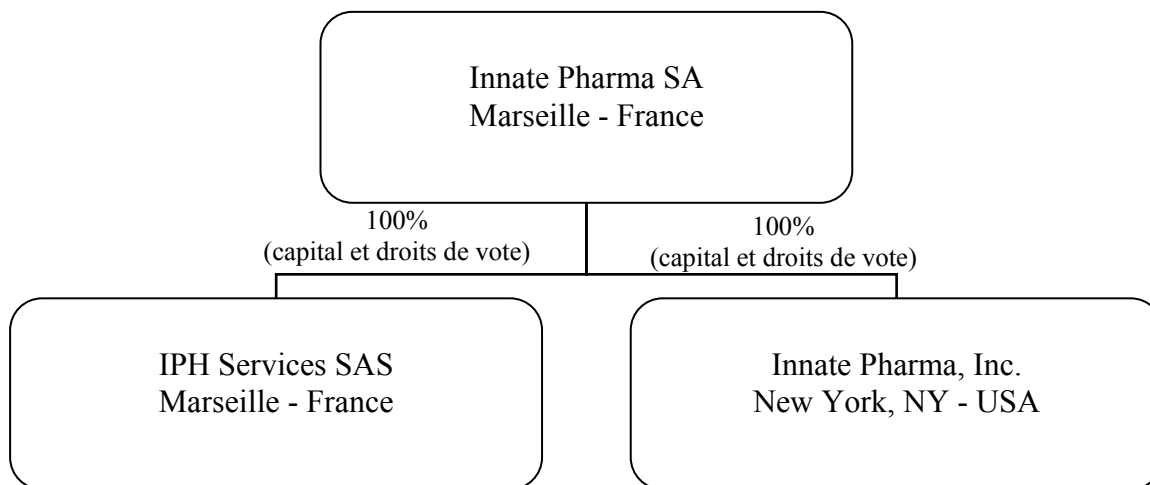 Innate Pharma SA
Marseille - France
100%
(capital et droits de vote)
100%
(capital et droits de vote)
IPH Services SAS
Marseille - France
Innate Pharma, Inc.
New York, NY - USA